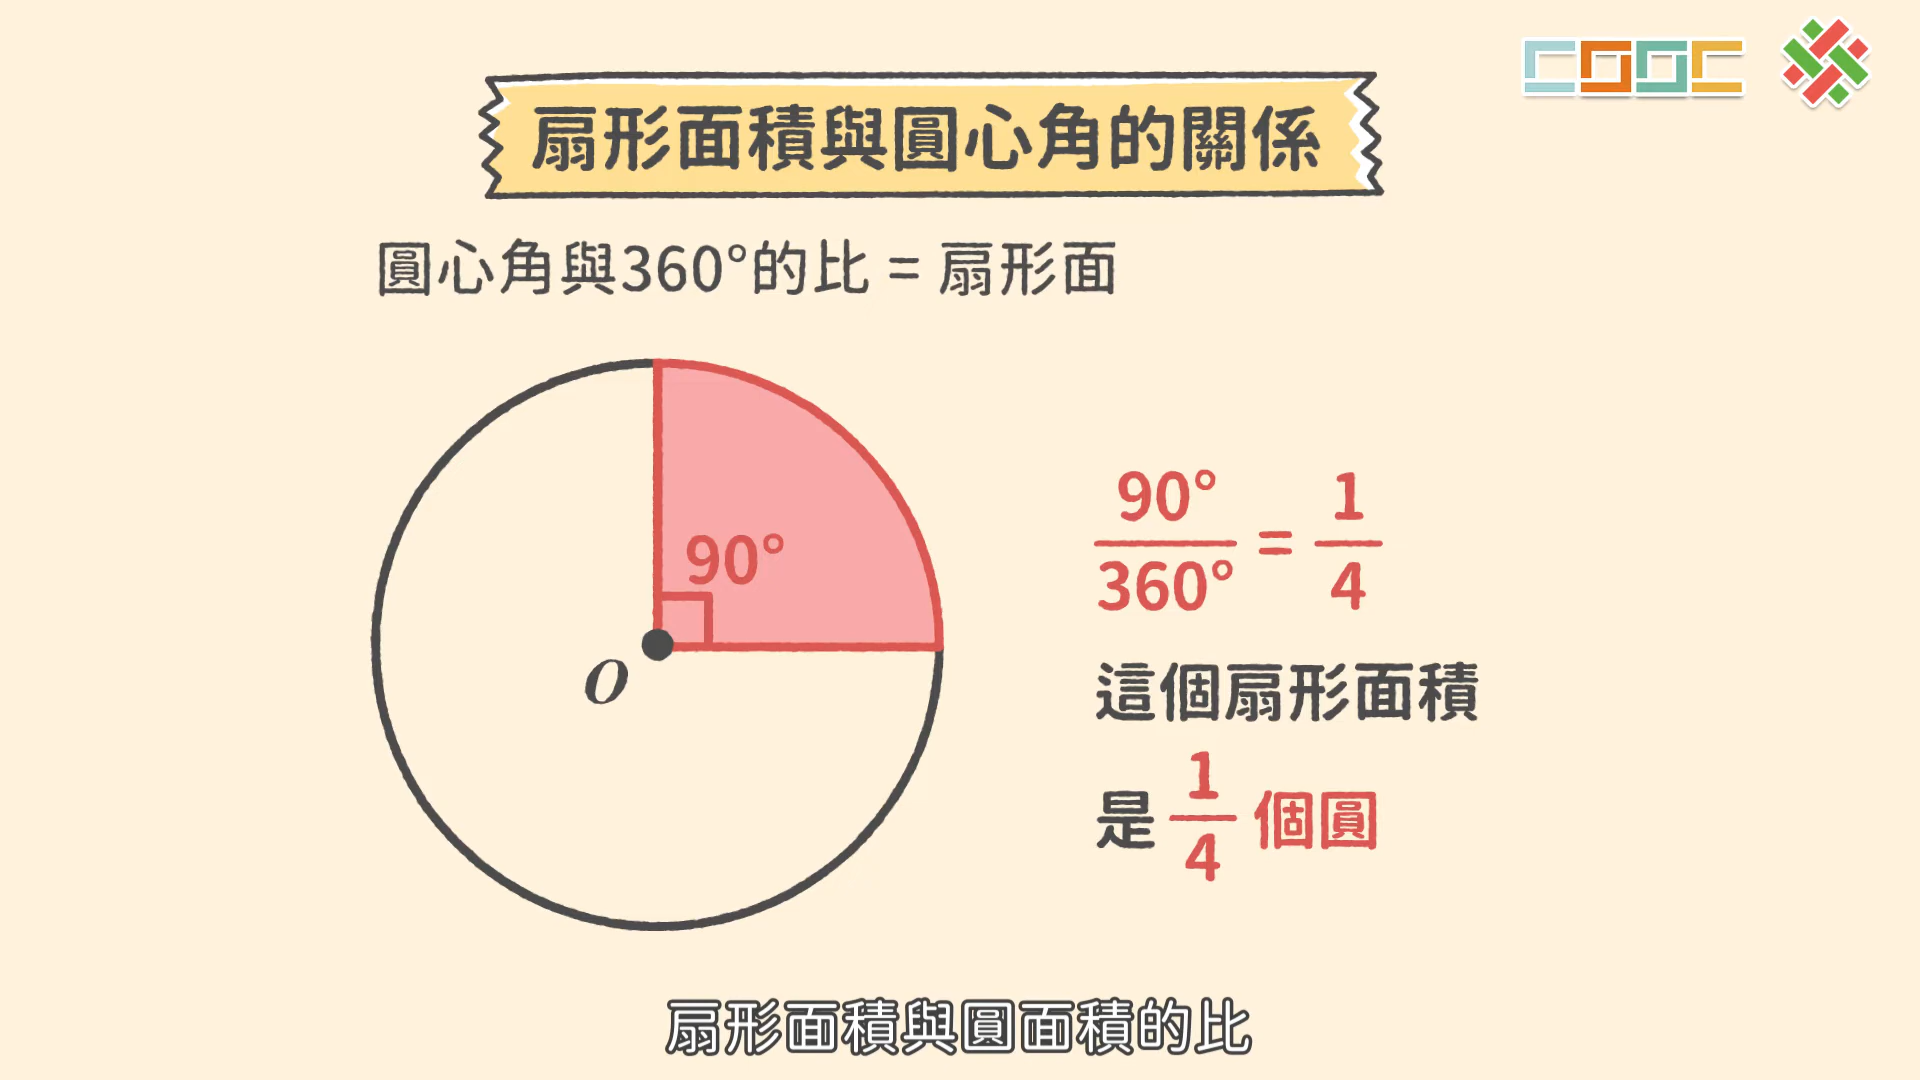 COOC
扇形面積與圓心角的關係
圓心角與360°的比 = 扇形面
90°
O
90°/360° = 1/4
這個扇形面積
是 1/4 個圓
扇形面積與圓面積的比